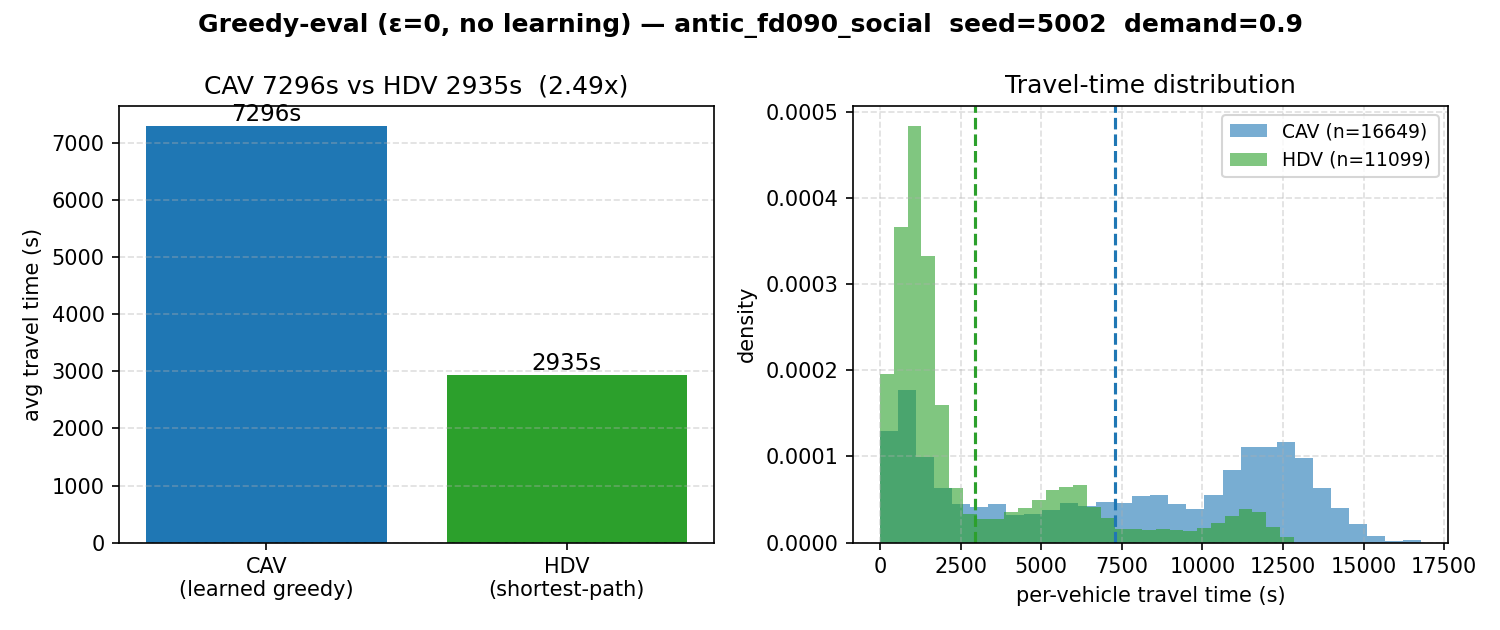 Greedy-eval (ε=0, no learning) — antic_fd090_social  seed=5002  demand=0.9
CAV 7296s vs HDV 2935s  (2.49x)
avg travel time (s)
7000
6000
5000
4000
3000
2000
1000
0
7296s
2935s
CAV
(learned greedy)
HDV
(shortest-path)
Travel-time distribution
density
0.0005
0.0004
0.0003
0.0002
0.0001
0.0000
CAV (n=16649)
HDV (n=11099)
0 2500 5000 7500 10000 12500 15000 17500
per-vehicle travel time (s)